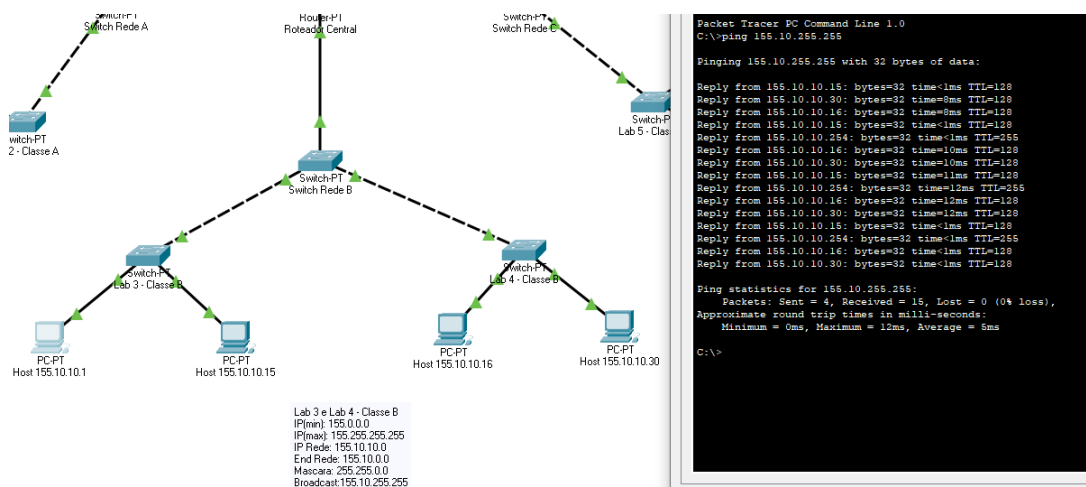 Switch-PT
Switch Rede A
Router-PT
Roteador Central
Switch-PT
Switch Rede C
witch-PT
2 - Classe A
Switch-P
Lab 5 - Clas
Switch-PT
Switch Rede B
Switch-PT
Lab 3 - Classe B
Switch-PT
Lab 4 - Classe B
PC-PT
Host 155.10.10.1
PC-PT
Host 155.10.10.15
PC-PT
Host 155.10.10.16
PC-PT
Host 155.10.10.30
Lab 3 e Lab 4 - Classe B
IP(min): 155.0.0.0
IP(max): 155.255.255.255
IP Rede: 155.10.10.0
End Rede: 155.10.0.0
Mascara: 255.255.0.0
Broadcast:155.10.255.255
Packet Tracer PC Command Line 1.0
C:\>ping 155.10.255.255
Pinging 155.10.255.255 with 32 bytes of data:
Reply from 155.10.10.15: bytes=32 time<1ms TTL=128
Reply from 155.10.10.30: bytes=32 time=8ms TTL=128
Reply from 155.10.10.16: bytes=32 time=8ms TTL=128
Reply from 155.10.10.15: bytes=32 time<1ms TTL=128
Reply from 155.10.10.254: bytes=32 time<1ms TTL=255
Reply from 155.10.10.16: bytes=32 time=10ms TTL=128
Reply from 155.10.10.30: bytes=32 time=10ms TTL=128
Reply from 155.10.10.15: bytes=32 time=11ms TTL=128
Reply from 155.10.10.254: bytes=32 time=12ms TTL=255
Reply from 155.10.10.16: bytes=32 time=12ms TTL=128
Reply from 155.10.10.30: bytes=32 time=12ms TTL=128
Reply from 155.10.10.15: bytes=32 time<1ms TTL=128
Reply from 155.10.10.254: bytes=32 time<1ms TTL=255
Reply from 155.10.10.16: bytes=32 time<1ms TTL=128
Reply from 155.10.10.30: bytes=32 time<1ms TTL=128
Ping statistics for 155.10.255.255:
Packets: Sent = 4, Received = 15, Lost = 0 (0% loss),
Approximate round trip times in milli-seconds:
Minimum = 0ms, Maximum = 12ms, Average = 5ms
C:\>